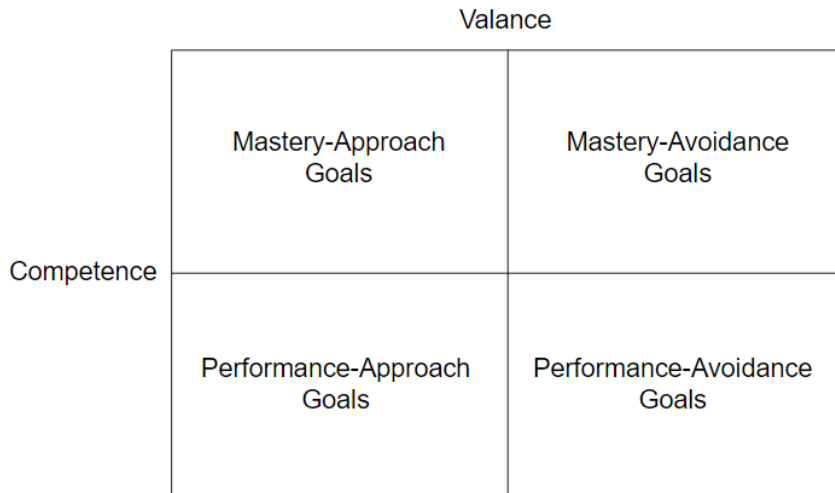 Valance
Mastery-Approach
Goals
Mastery-Avoidance
Goals
Competence
Performance-Approach
Goals
Performance-Avoidance
Goals